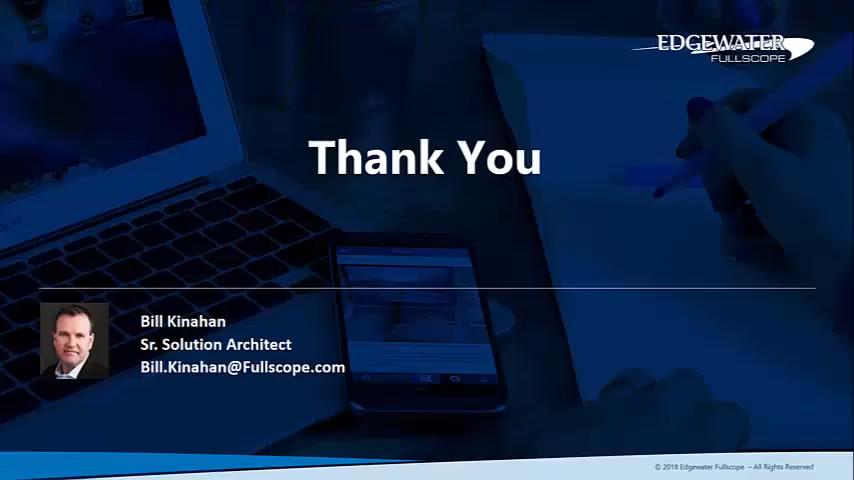 EDGEWATER
FULLSCOPE
Thank You
Bill Kinahan
Sr. Solution Architect
Bill.Kinahan@Fullscope.com
© 2018 Edgewater Fullscope – All Rights Reserved